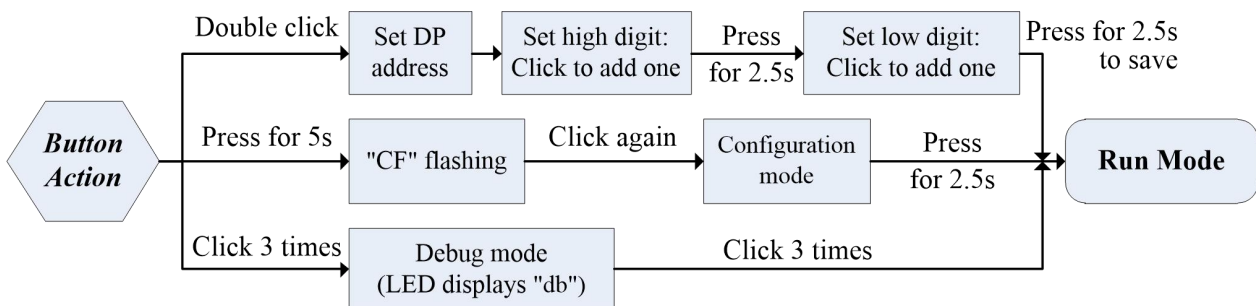 Double click
Set DP
address
Set high digit:
Click to add one
Press
for 2.5s
Set low digit:
Click to add one
Press for 2.5s
to save
Button
Action
Press for 5s
"CF" flashing
Click again
Configuration
mode
Press
for 2.5s
Run Mode
Click 3 times
Debug mode
(LED displays "db")
Click 3 times